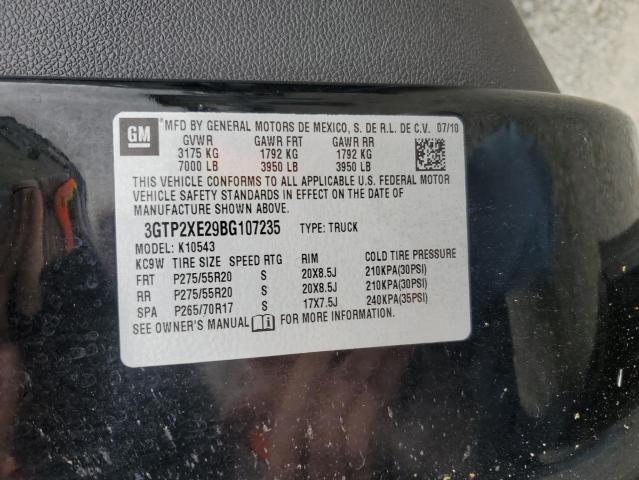 GM
MFD BY GENERAL MOTORS DE MEXICO, S. DE R.L. DE C.V. 07/10
GVWR GAWR FRT GAWR RR
3175 KG 1792 KG 1792 KG
7000 LB 3950 LB 3950 LB
THIS VEHICLE CONFORMS TO ALL APPLICABLE U.S. FEDERAL MOTOR
VEHICLE SAFETY STANDARDS IN EFFECT ON THE DATE OF
MANUFACTURE SHOWN ABOVE.
3GTP2XE29BG107235 TYPE: TRUCK
MODEL: K10543
KC9W TIRE SIZE SPEED RTG RIM COLD TIRE PRESSURE
FRT P275/55R20 S 20X8.5J 210KPA(30PSI)
RR P275/55R20 S 20X8.5J 210KPA(30PSI)
SPA P265/70R17 S 17X7.5J 240KPA(35PSI)
SEE OWNER'S MANUAL FOR MORE INFORMATION.